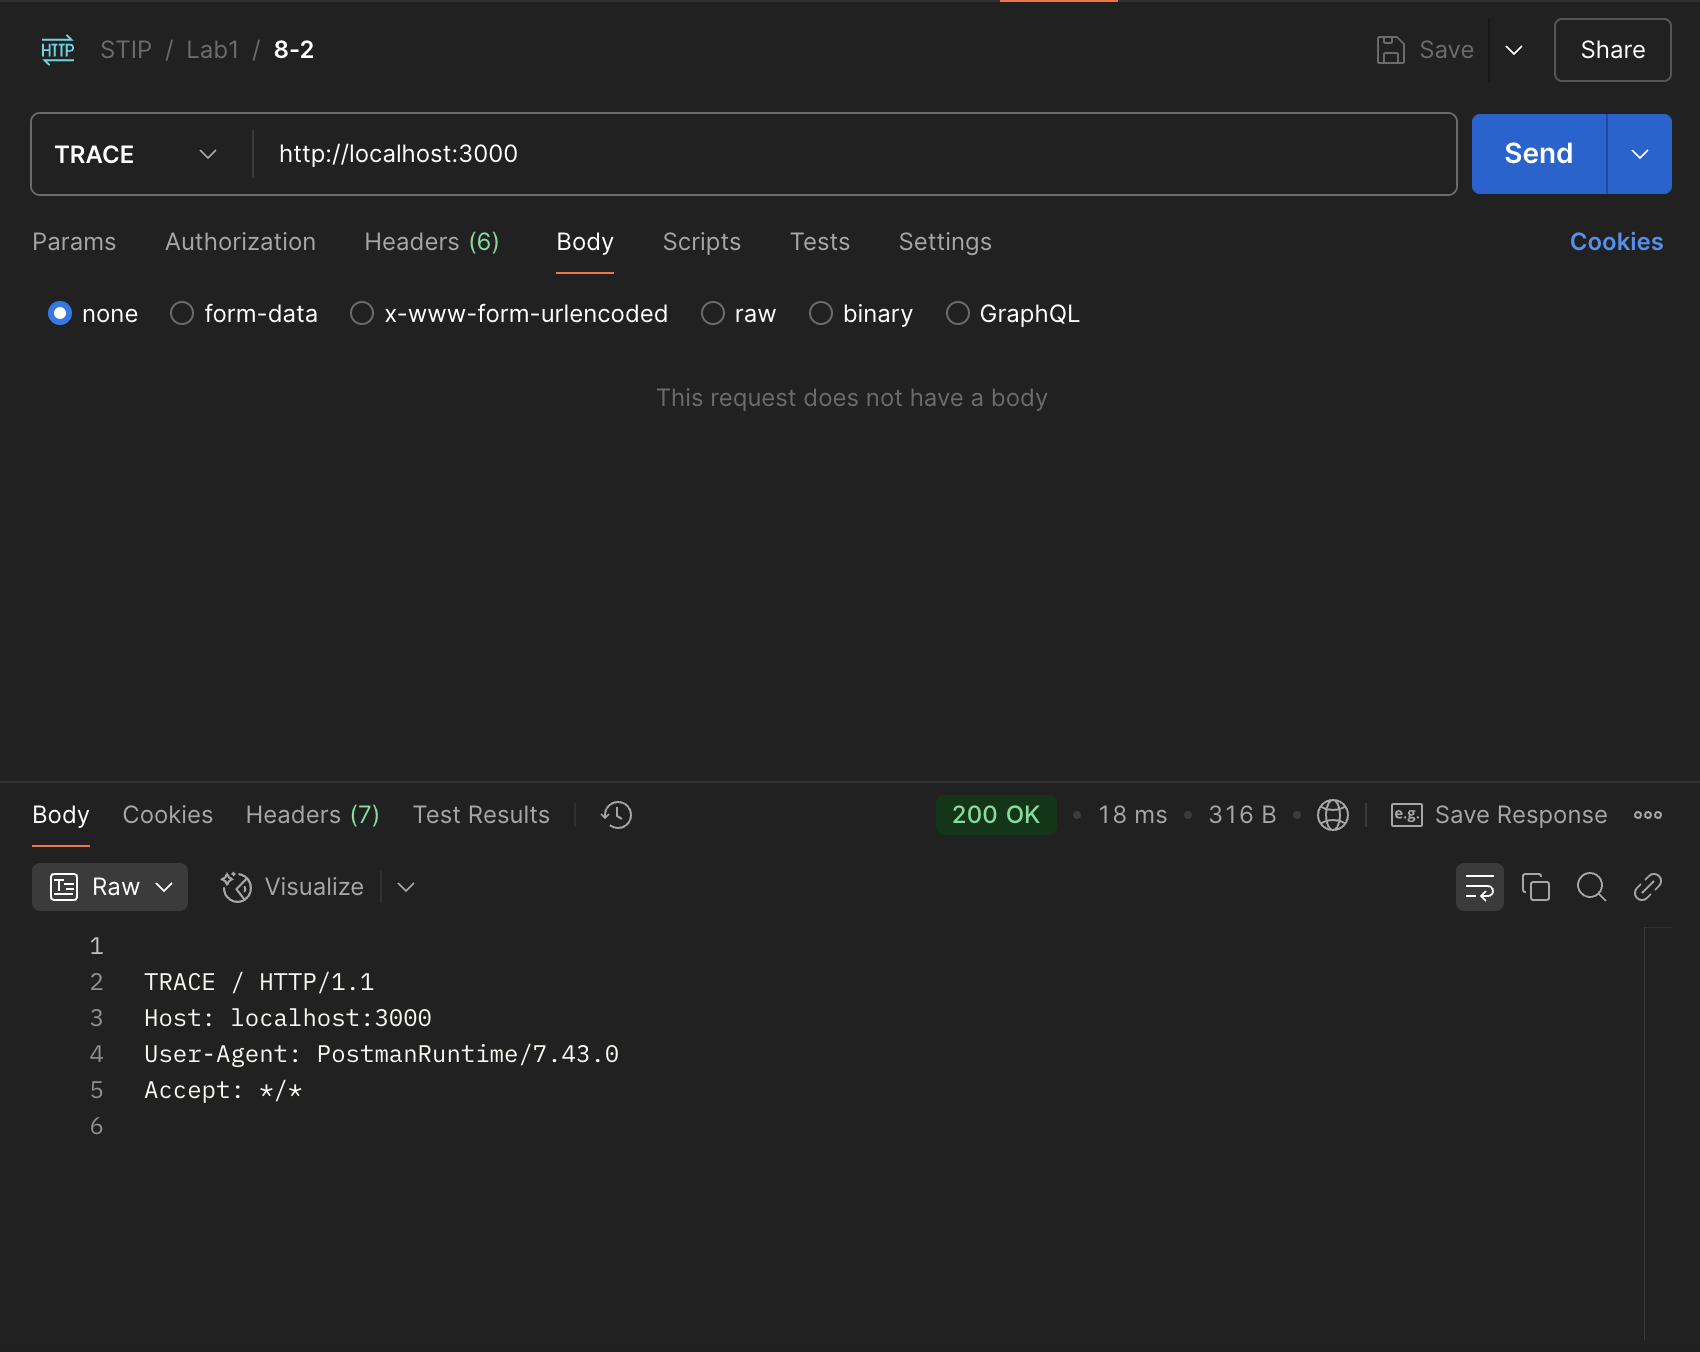 HTTP STIP / Lab1 / 8-2 Save Share
TRACE http://localhost:3000 Send
Params Authorization Headers (6) Body Scripts Tests Settings Cookies
none form-data x-www-form-urlencoded raw binary GraphQL
This request does not have a body
Body Cookies Headers (7) Test Results 200 OK • 18 ms • 316 B • e.g. Save Response
Raw Visualize
1
2 TRACE / HTTP/1.1
3 Host: localhost:3000
4 User-Agent: PostmanRuntime/7.43.0
5 Accept: */*
6